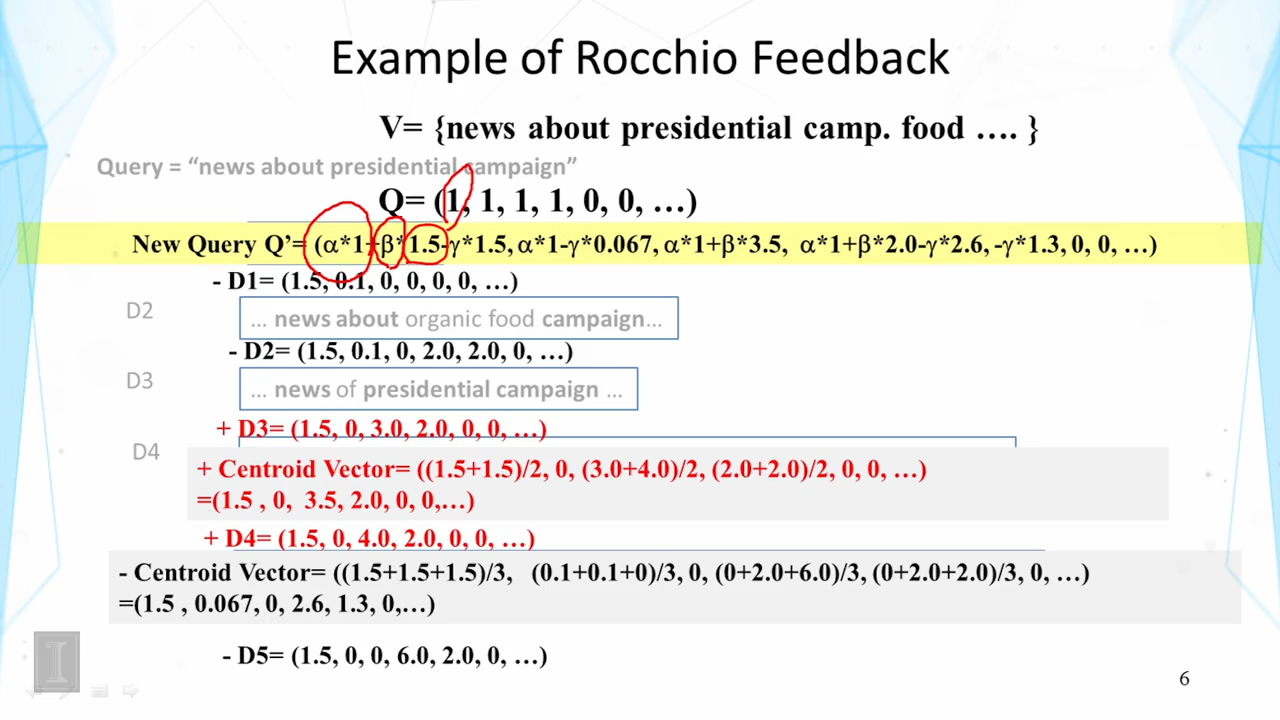 Example of Rocchio Feedback
V= {news about presidential camp. food …. }
Query = “news about presidential campaign”
Q= (1, 1, 1, 1, 0, 0, …)
New Query Q’= (α*1+β*1.5-γ*1.5, α*1-γ*0.067, α*1+β*3.5, α*1+β*2.0-γ*2.6, -γ*1.3, 0, 0, …)
- D1= (1.5, 0.1, 0, 0, 0, 0, …)
D2
… news about organic food campaign…
- D2= (1.5, 0.1, 0, 2.0, 2.0, 0, …)
D3
… news of presidential campaign …
+ D3= (1.5, 0, 3.0, 2.0, 0, 0, …)
D4
+ Centroid Vector= ((1.5+1.5)/2, 0, (3.0+4.0)/2, (2.0+2.0)/2, 0, 0, …)
=(1.5 , 0, 3.5, 2.0, 0, 0,…)
+ D4= (1.5, 0, 4.0, 2.0, 0, 0, …)
- Centroid Vector= ((1.5+1.5+1.5)/3, (0.1+0.1+0)/3, 0, (0+2.0+6.0)/3, (0+2.0+2.0)/3, 0, …)
=(1.5 , 0.067, 0, 2.6, 1.3, 0,…)
- D5= (1.5, 0, 0, 6.0, 2.0, 0, …)
I
6